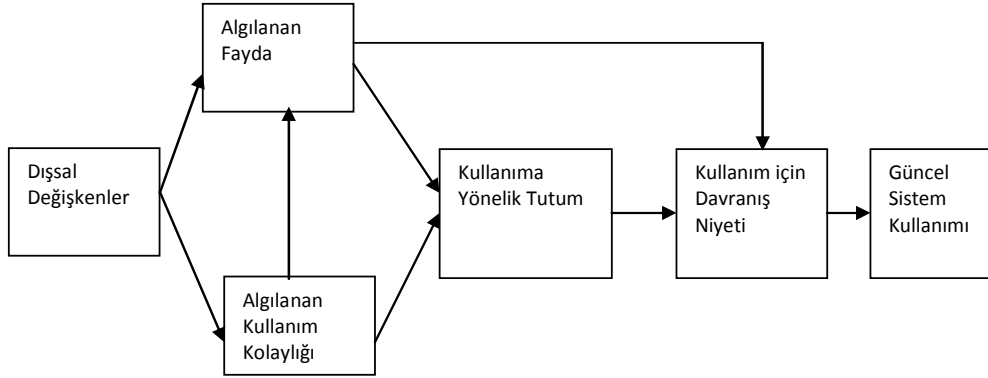 Algılanan
Fayda
Dışsal
Değişkenler
Kullanıma
Yönelik Tutum
Kullanım için
Davranış
Niyeti
Güncel
Sistem
Kullanımı
Algılanan
Kullanım
Kolaylığı